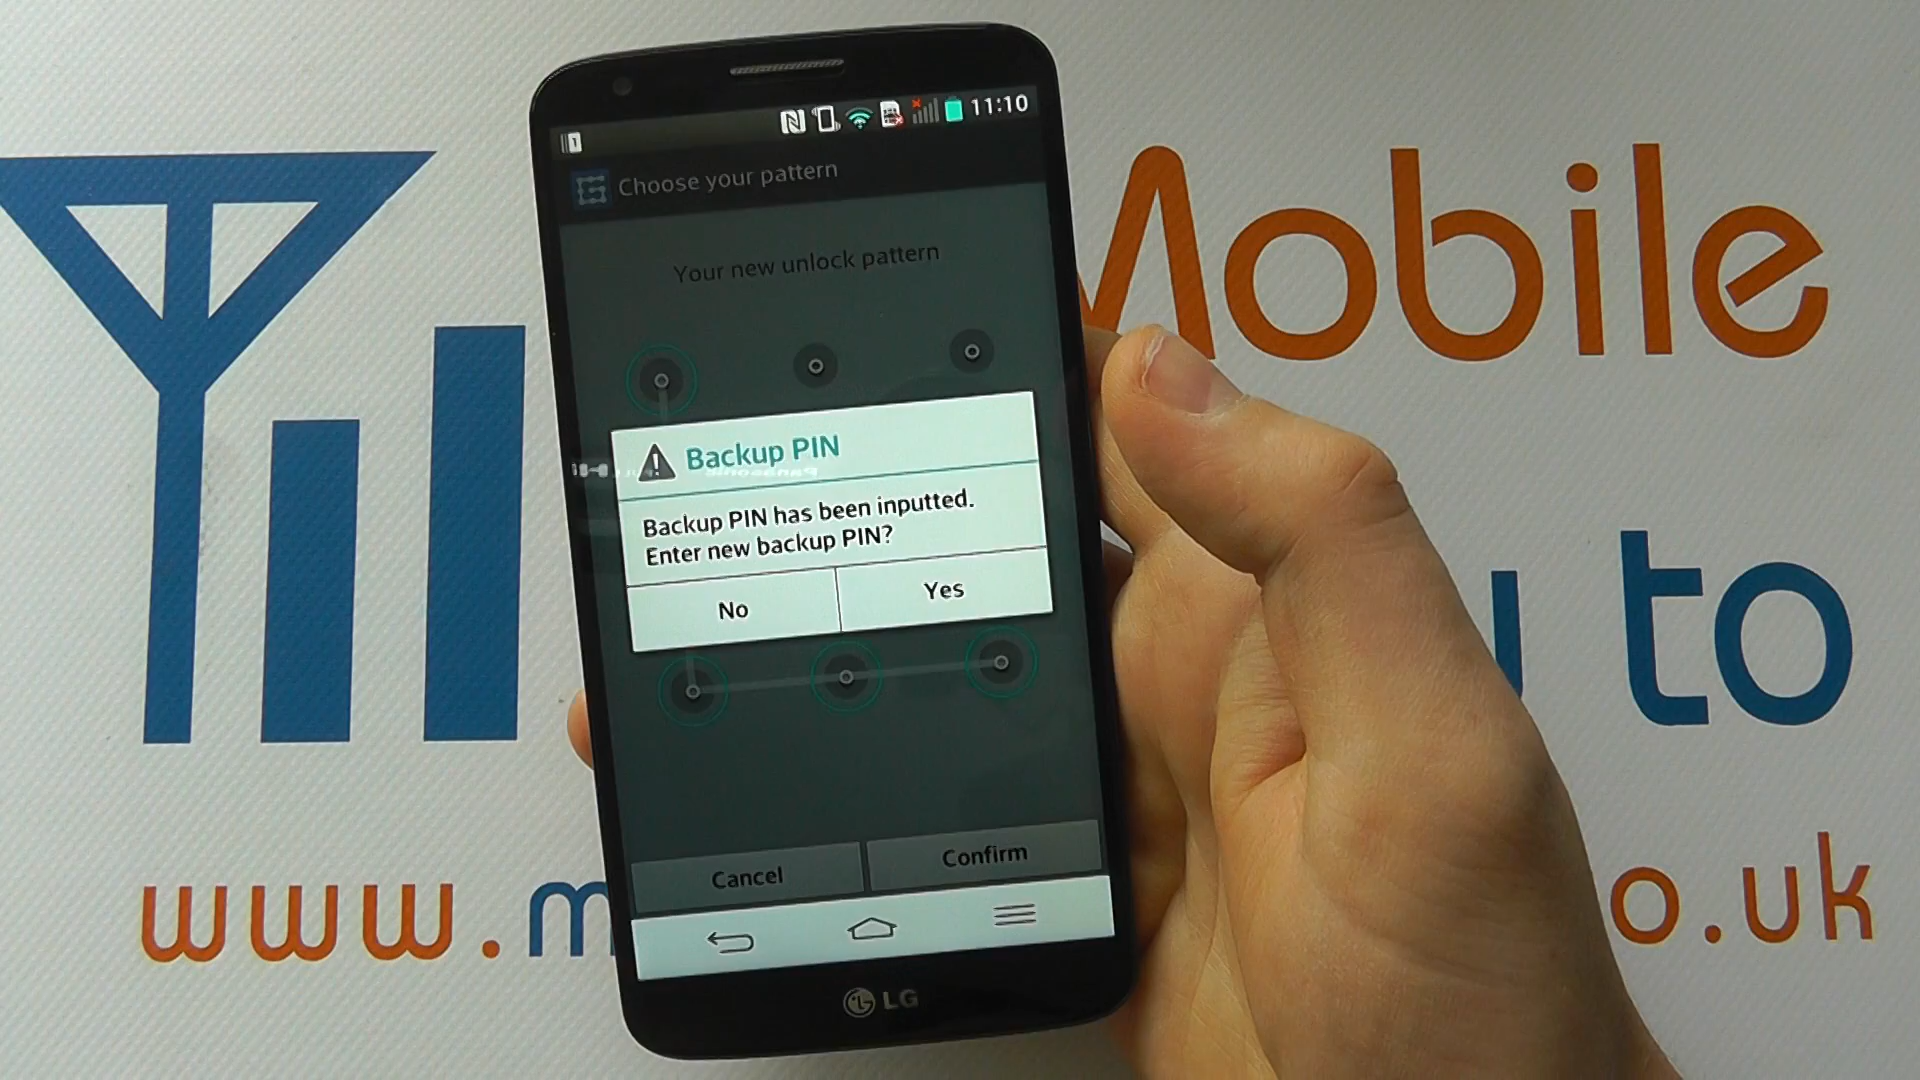 11:10
Choose your pattern
Your new unlock pattern
Backup PIN
Backup PIN has been inputted.
Enter new backup PIN?
No Yes
Cancel Confirm
LG
Mobile
to
www.m
o.uk